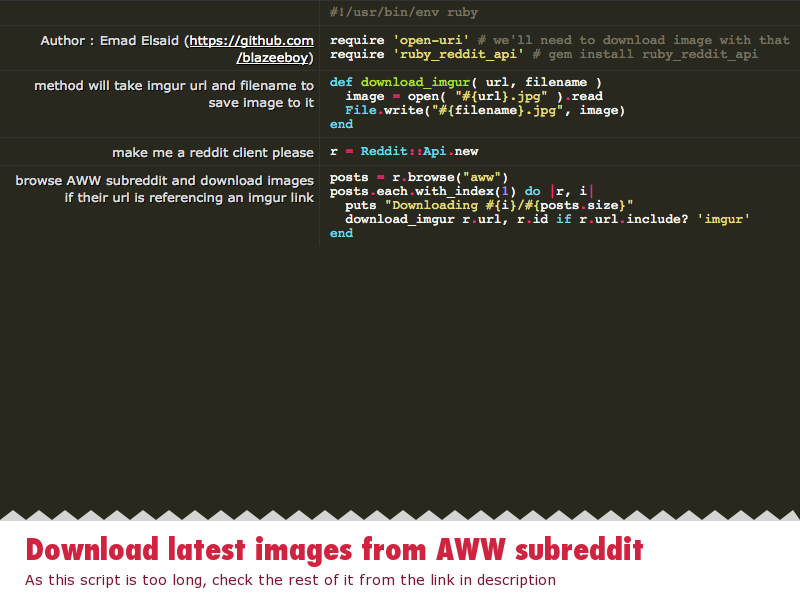 #!/usr/bin/env ruby
Author : Emad Elsaid (https://github.com
/blazeeboy)
require 'open-uri' # we'll need to download image with that
require 'ruby_reddit_api' # gem install ruby_reddit_api
method will take imgur url and filename to
save image to it
def download_imgur( url, filename )
  image = open( "#{url}.jpg" ).read
  File.write("#{filename}.jpg", image)
end
make me a reddit client please
r = Reddit::Api.new
browse AWW subreddit and download images
if their url is referencing an imgur link
posts = r.browse("aww")
posts.each.with_index(1) do |r, i|
  puts "Downloading #{i}/#{posts.size}"
  download_imgur r.url, r.id if r.url.include? 'imgur'
end
Download latest images from AWW subreddit
As this script is too long, check the rest of it from the link in description